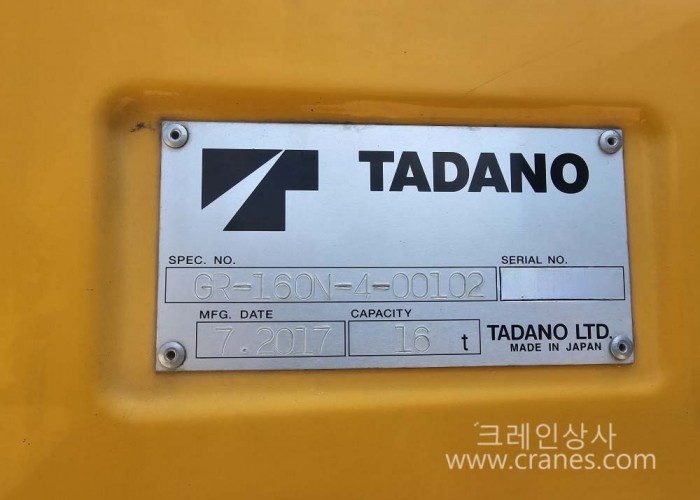 TADANO
SPEC. NO.
SERIAL NO.
GR-160N-4-00102
MFG. DATE
CAPACITY
7.2017
16 t
TADANO LTD.
MADE IN JAPAN
크레인상사
www.cranes.com